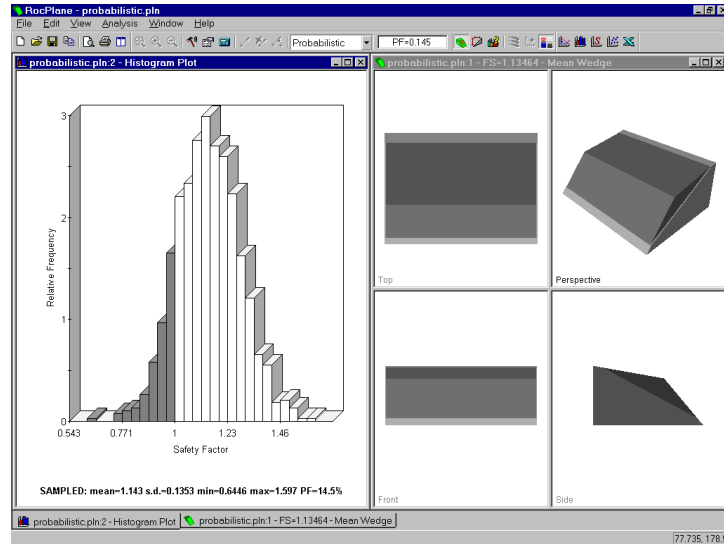 RocPlane - probabilistic.pln
File Edit View Analysis Window Help
Probabilistic
PF=0.145
probabilistic.pln:2 - Histogram Plot
probabilistic.pln:1 - FS=1.13464 - Mean Wedge
3
2
1
0
Relative Frequency
0.543 0.771 1 1.23 1.46
Safety Factor
SAMPLED: mean=1.143 s.d.=0.1353 min=0.6446 max=1.597 PF=14.5%
Top
Perspective
Front
Side
probabilistic.pln:2 - Histogram Plot
probabilistic.pln:1 - FS=1.13464 - Mean Wedge
77.735, 178.